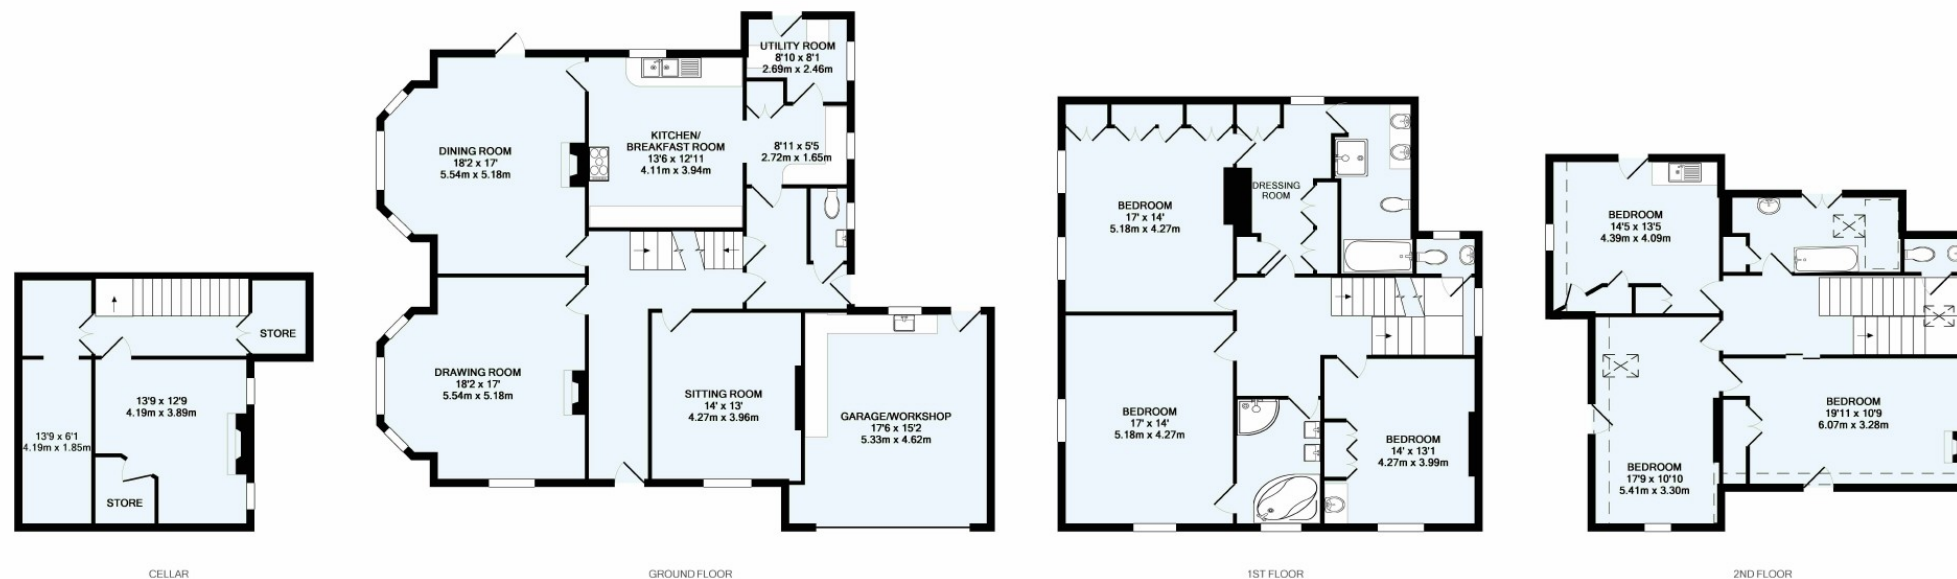 STORE
13'9 x 12'9
4.19m x 3.89m
13'9 x 6'1
4.19m x 1.85m
STORE
CELLAR
UTILITY ROOM
8'10 x 8'1
2.69m x 2.46m
DINING ROOM
18'2 x 17'
5.54m x 5.18m
KITCHEN/
BREAKFAST ROOM
13'6 x 12'11
4.11m x 3.94m
8'11 x 5'5
2.72m x 1.65m
DRAWING ROOM
18'2 x 17'
5.54m x 5.18m
SITTING ROOM
14' x 13'
4.27m x 3.96m
GARAGE/WORKSHOP
17'6 x 15'2
5.33m x 4.62m
GROUND FLOOR
BEDROOM
17' x 14'
5.18m x 4.27m
DRESSING
ROOM
BEDROOM
17' x 14'
5.18m x 4.27m
BEDROOM
14' x 13'1
4.27m x 3.99m
1ST FLOOR
BEDROOM
14'5 x 13'5
4.39m x 4.09m
BEDROOM
19'11 x 10'9
6.07m x 3.28m
BEDROOM
17'9 x 10'10
5.41m x 3.30m
2ND FLOOR